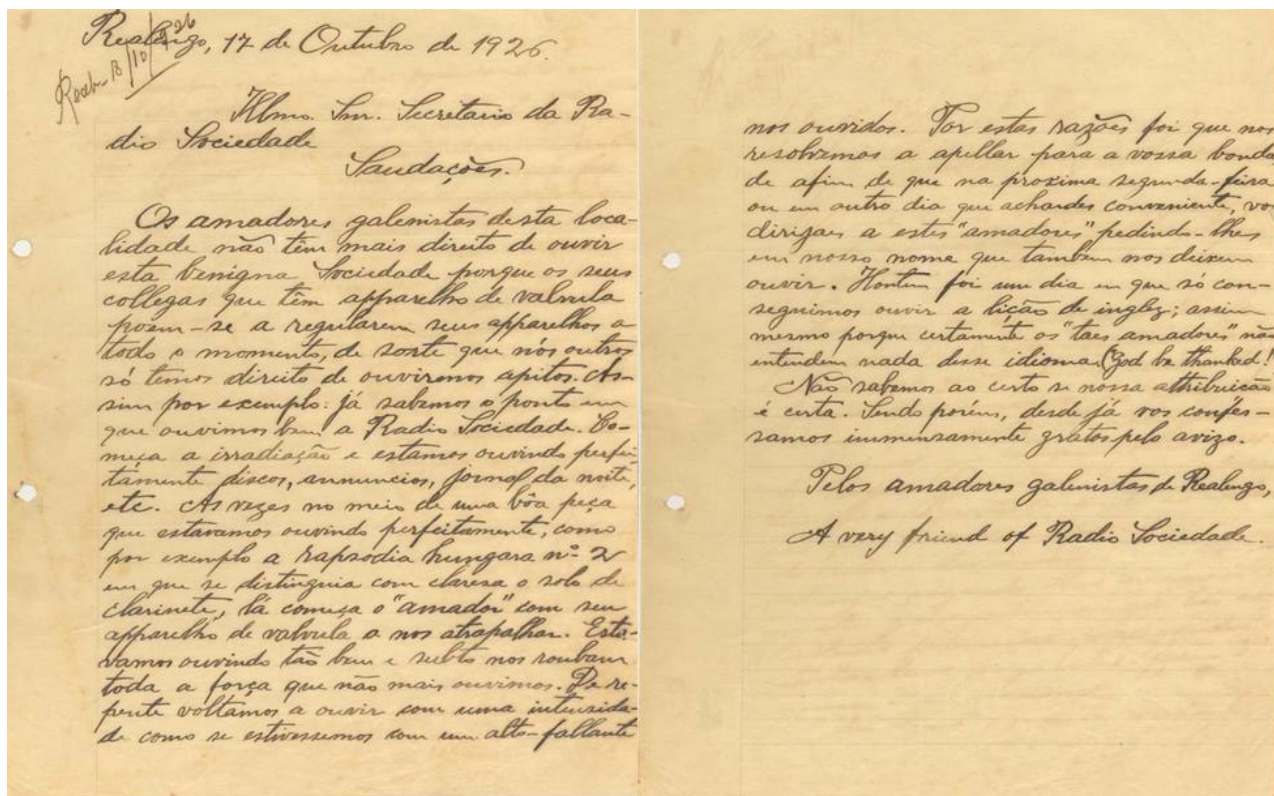 Realengo, 17 de Outubro de 1926.
Receb. 18/10/926
Illmo. Snr. Secretario da Ra-
dio Sociedade
Saudações.
Os amadores galenistas desta loca-
lidade não têm mais direito de ouvir
esta benigna Sociedade porque os seus
collegas que têm apparelho de valvula
poem-se a regularem seus apparelhos a
todo o momento, de sorte que nós outros
só temos direito de ouvirmos apitos. As-
sim por exemplo: já sabemos o ponto em
que ouvimos bem a Radio Sociedade. Co-
meça a irradiação e estamos ouvindo perfei-
tamente discos, annuncios, jornal da noite,
etc. As vezes no meio de uma bôa peça
que estavamos ouvindo perfeitamente, como
por exemplo a rapsodia hungara nº 2
em que se distinguia com claresa o solo de
clarinete, lá começa o "amador" com seu
apparelho de valvula a nos atrapalhar. Esta-
vamos ouvindo tão bem e subto nos roubam
toda a força que não mais ouvimos. De re-
pente voltamos a ouvir com uma intensida-
de como se estivessemos com um alto-fallante
nos ouvidos. Por estas razões foi que nos
resolvemos a apellar para a vossa bonda
de afim de que na proxima segunda-feira
ou em outro dia que achardes conveniente, vos
dirijaes a estes "amadores" pedindo-lhes
em nosso nome que tambem nos deixem
ouvir. Hontem foi um dia em que só con-
seguimos ouvir a lição de inglez; assim
mesmo porque certamente os "taes amadores" não
entendem nada desse idioma (God be thanked!
Não sabemos ao certo se nossa attribuição
é certa. Sendo porém, desde já vos confes-
samos immensamente gratos pelo avizo.
Pelos amadores galenistas de Realengo,
A very friend of Radio Sociedade.